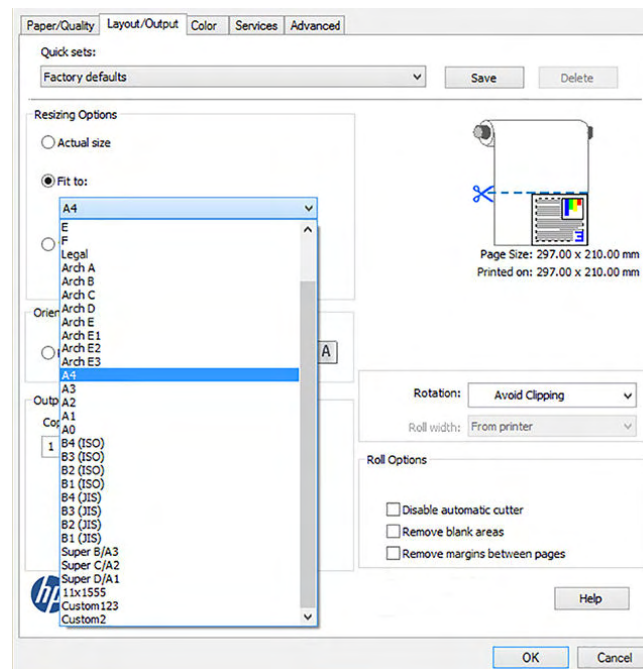 Paper/Quality Layout/Output Color Services Advanced
Quick sets:
Factory defaults Save Delete
Resizing Options
Actual size
Fit to:
A4
E
F
Legal
Arch A
Arch B
Arch C
Arch D
Arch E
Arch E1
Arch E2
Arch E3
A4
A3
A2
A1
A0
B4 (ISO)
B3 (ISO)
B2 (ISO)
B1 (ISO)
B4 (JIS)
B3 (JIS)
B2 (JIS)
B1 (JIS)
Super B/A3
Super C/A2
Super D/A1
11x1555
Custom123
Custom2
Orien
A
Outp
Cop
1
hp
E
Page Size: 297.00 x 210.00 mm
Printed on: 297.00 x 210.00 mm
Rotation: Avoid Clipping
Roll width: From printer
Roll Options
Disable automatic cutter
Remove blank areas
Remove margins between pages
Help
OK Cancel